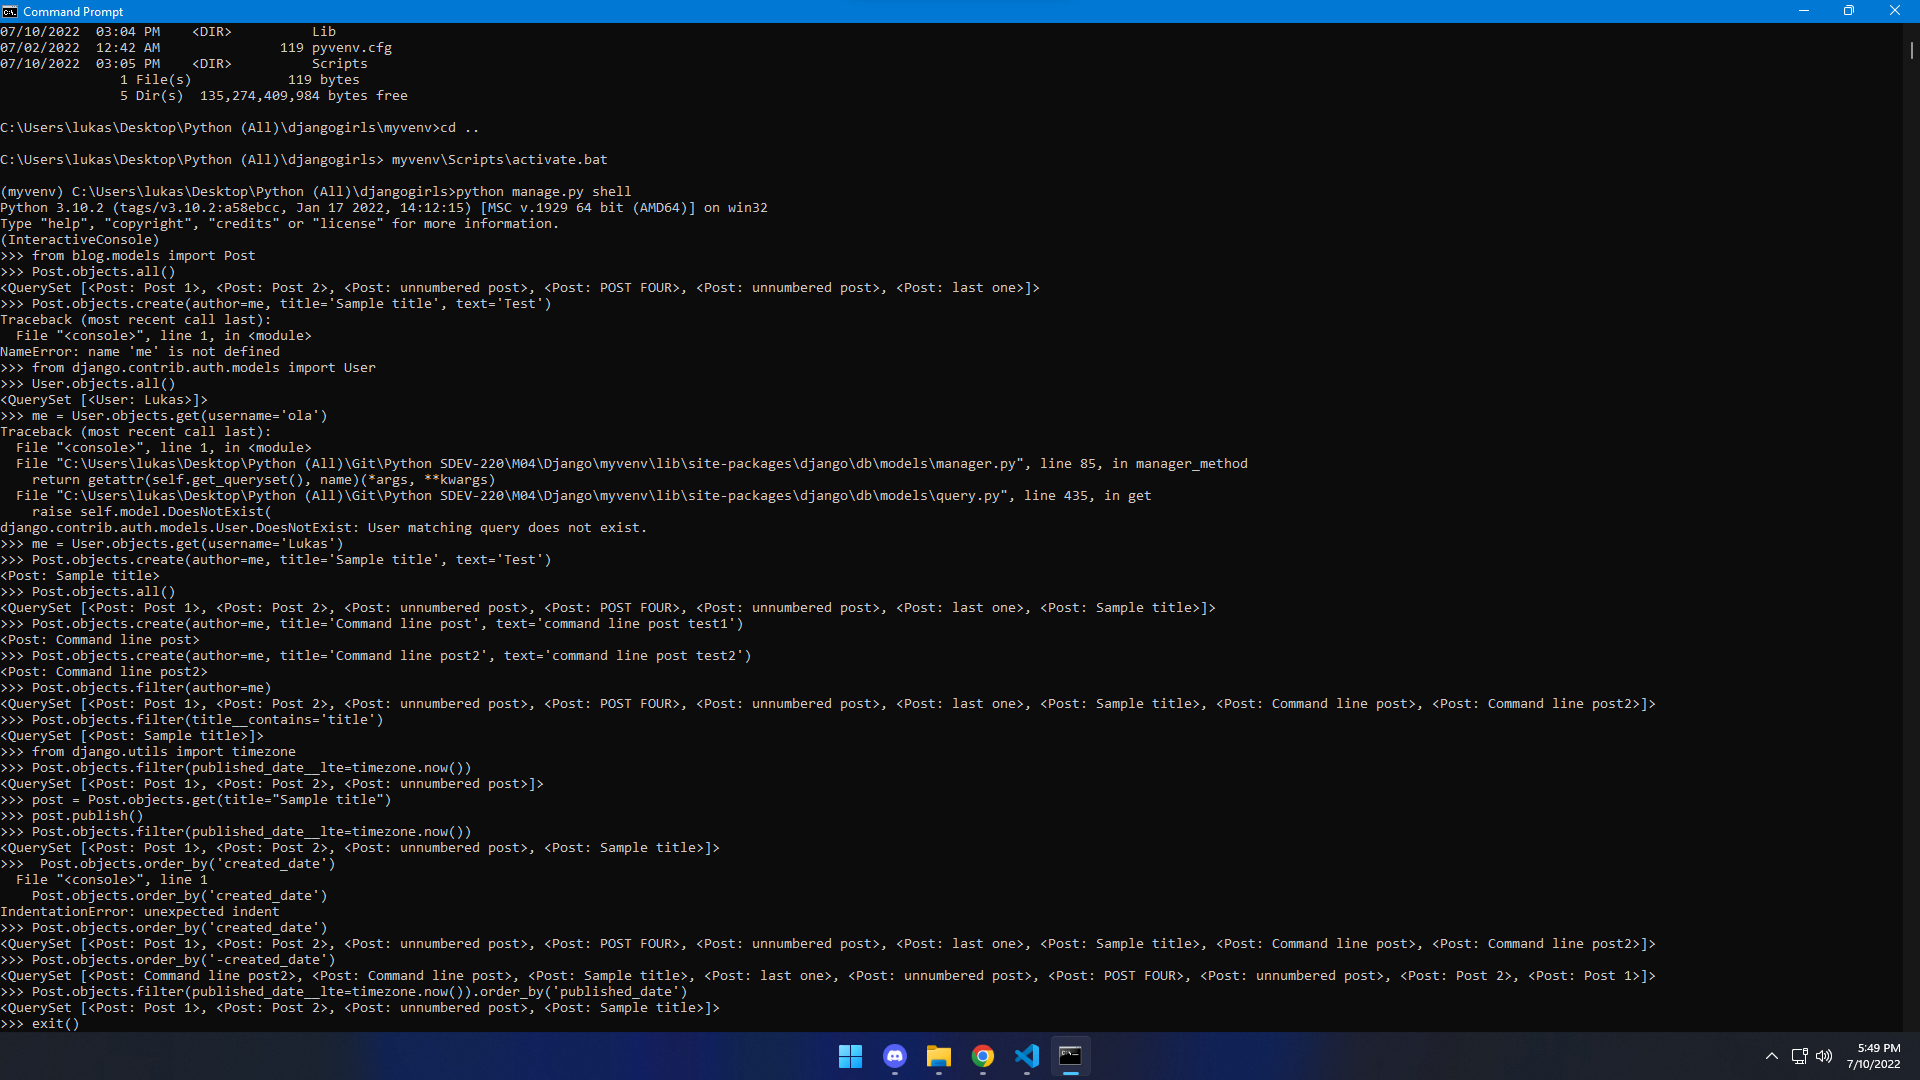 Command Prompt
07/10/2022  03:04 PM    <DIR>          Lib
07/02/2022  12:42 AM               119 pyvenv.cfg
07/10/2022  03:05 PM    <DIR>          Scripts
               1 File(s)            119 bytes
               5 Dir(s)  135,274,409,984 bytes free
C:\Users\lukas\Desktop\Python (All)\djangogirls\myvenv>cd ..
C:\Users\lukas\Desktop\Python (All)\djangogirls> myvenv\Scripts\activate.bat
(myvenv) C:\Users\lukas\Desktop\Python (All)\djangogirls>python manage.py shell
Python 3.10.2 (tags/v3.10.2:a58ebcc, Jan 17 2022, 14:12:15) [MSC v.1929 64 bit (AMD64)] on win32
Type "help", "copyright", "credits" or "license" for more information.
(InteractiveConsole)
>>> from blog.models import Post
>>> Post.objects.all()
<QuerySet [<Post: Post 1>, <Post: Post 2>, <Post: unnumbered post>, <Post: POST FOUR>, <Post: unnumbered post>, <Post: last one>]>
>>> Post.objects.create(author=me, title='Sample title', text='Test')
Traceback (most recent call last):
  File "<console>", line 1, in <module>
NameError: name 'me' is not defined
>>> from django.contrib.auth.models import User
>>> User.objects.all()
<QuerySet [<User: Lukas>]>
>>> me = User.objects.get(username='ola')
Traceback (most recent call last):
  File "<console>", line 1, in <module>
  File "C:\Users\lukas\Desktop\Python (All)\Git\Python SDEV-220\M04\Django\myvenv\lib\site-packages\django\db\models\manager.py", line 85, in manager_method
    return getattr(self.get_queryset(), name)(*args, **kwargs)
  File "C:\Users\lukas\Desktop\Python (All)\Git\Python SDEV-220\M04\Django\myvenv\lib\site-packages\django\db\models\query.py", line 435, in get
    raise self.model.DoesNotExist(
django.contrib.auth.models.User.DoesNotExist: User matching query does not exist.
>>> me = User.objects.get(username='Lukas')
>>> Post.objects.create(author=me, title='Sample title', text='Test')
<Post: Sample title>
>>> Post.objects.all()
<QuerySet [<Post: Post 1>, <Post: Post 2>, <Post: unnumbered post>, <Post: POST FOUR>, <Post: unnumbered post>, <Post: last one>, <Post: Sample title>]>
>>> Post.objects.create(author=me, title='Command line post', text='command line post test1')
<Post: Command line post>
>>> Post.objects.create(author=me, title='Command line post2', text='command line post test2')
<Post: Command line post2>
>>> Post.objects.filter(author=me)
<QuerySet [<Post: Post 1>, <Post: Post 2>, <Post: unnumbered post>, <Post: POST FOUR>, <Post: unnumbered post>, <Post: last one>, <Post: Sample title>, <Post: Command line post>, <Post: Command line post2>]>
>>> Post.objects.filter(title__contains='title')
<QuerySet [<Post: Sample title>]>
>>> from django.utils import timezone
>>> Post.objects.filter(published_date__lte=timezone.now())
<QuerySet [<Post: Post 1>, <Post: Post 2>, <Post: unnumbered post>]>
>>> post = Post.objects.get(title="Sample title")
>>> post.publish()
>>> Post.objects.filter(published_date__lte=timezone.now())
<QuerySet [<Post: Post 1>, <Post: Post 2>, <Post: unnumbered post>, <Post: Sample title>]>
>>>  Post.objects.order_by('created_date')
  File "<console>", line 1
    Post.objects.order_by('created_date')
IndentationError: unexpected indent
>>> Post.objects.order_by('created_date')
<QuerySet [<Post: Post 1>, <Post: Post 2>, <Post: unnumbered post>, <Post: POST FOUR>, <Post: unnumbered post>, <Post: last one>, <Post: Sample title>, <Post: Command line post>, <Post: Command line post2>]>
>>> Post.objects.order_by('-created_date')
<QuerySet [<Post: Command line post2>, <Post: Command line post>, <Post: Sample title>, <Post: last one>, <Post: unnumbered post>, <Post: POST FOUR>, <Post: unnumbered post>, <Post: Post 2>, <Post: Post 1>]>
>>> Post.objects.filter(published_date__lte=timezone.now()).order_by('published_date')
<QuerySet [<Post: Post 1>, <Post: Post 2>, <Post: unnumbered post>, <Post: Sample title>]>
>>> exit()
5:49 PM
7/10/2022